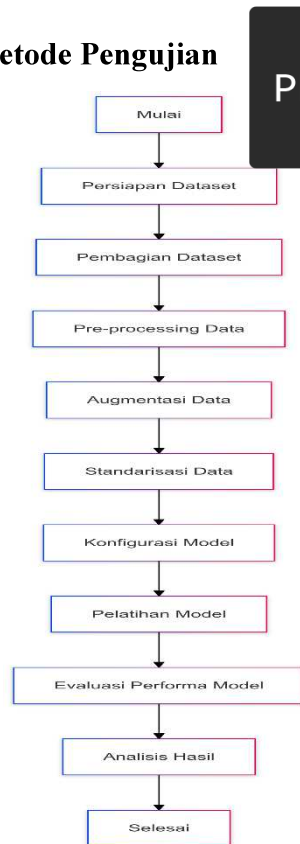 etode Pengujian
P
Mulai
Persiapan Dataset
Pembagian Dataset
Pre-processing Data
Augmentasi Data
Standarisasi Data
Konfigurasi Model
Pelatihan Model
Evaluasi Performa Model
Analisis Hasil
Selesai